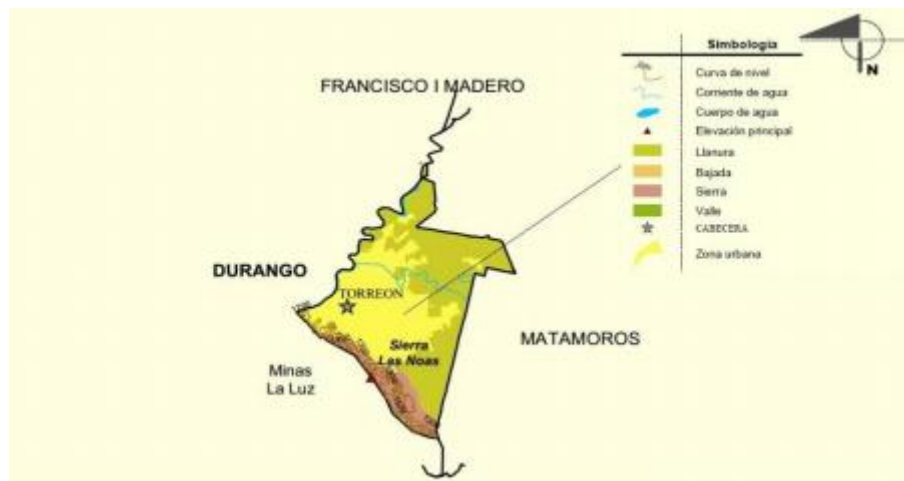 Simbología
Curva de nivel
Corriente de agua
Cuerpo de agua
Elevación principal
Llanura
Bajada
Sierra
Valle
CABECERA
Zona urbana
N
FRANCISCO I MADERO
DURANGO
TORREON
MATAMOROS
Sierra
Las Noas
Minas
La Luz